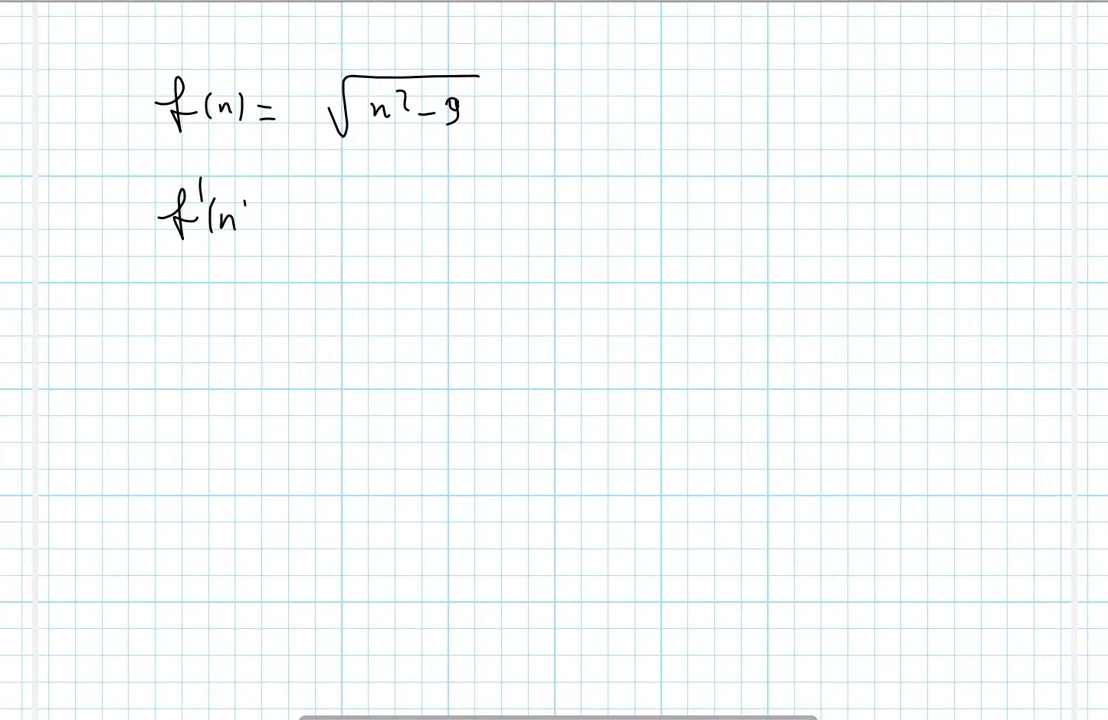 f(n) = √(n² - 9)
f'(n